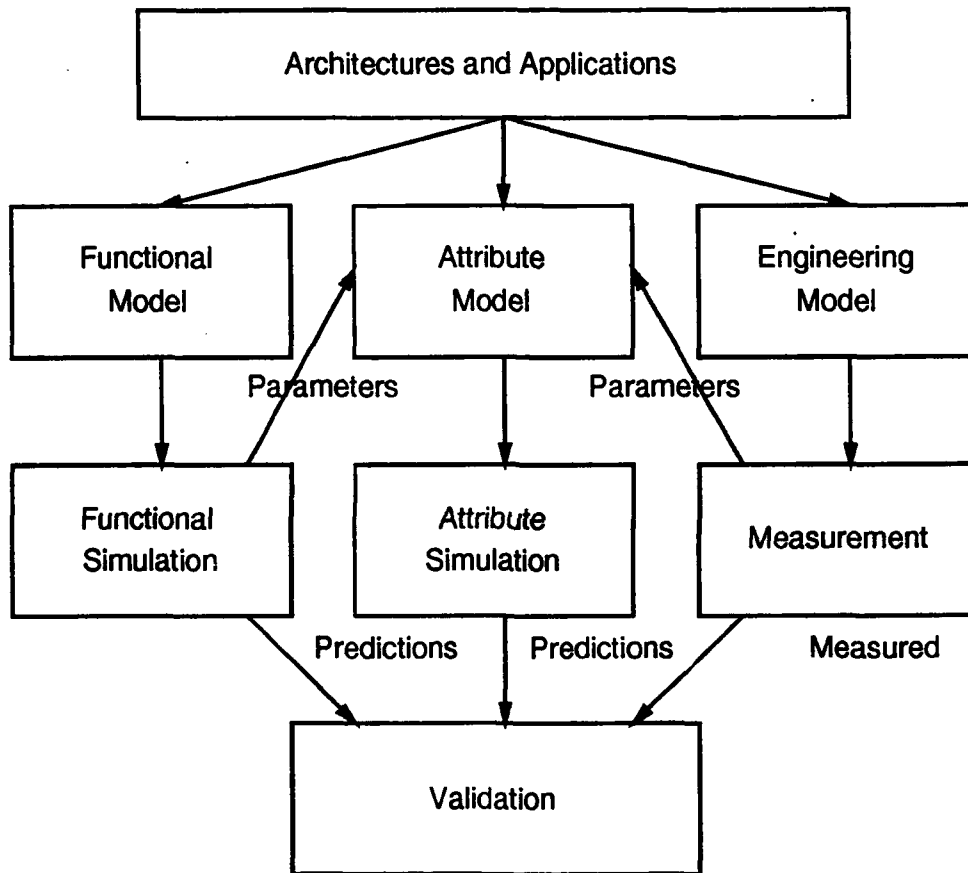 Architectures and Applications
Functional
Model
Attribute
Model
Engineering
Model
Parameters
Parameters
Functional
Simulation
Attribute
Simulation
Measurement
Predictions
Predictions
Measured
Validation